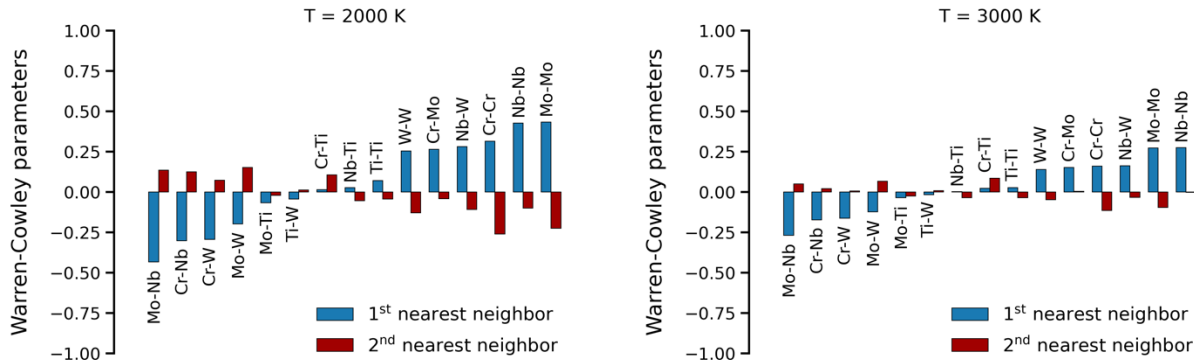 T = 2000 K
Warren-Cowley parameters
1.00
0.75
0.50
0.25
0.00
−0.25
−0.50
−0.75
−1.00
Mo-Nb
Cr-Nb
Cr-W
Mo-W
Mo-Ti
Ti-W
Cr-Ti
Nb-Ti
Ti-Ti
W-W
Cr-Mo
Nb-W
Cr-Cr
Nb-Nb
Mo-Mo
1st nearest neighbor
2nd nearest neighbor
T = 3000 K
Warren-Cowley parameters
1.00
0.75
0.50
0.25
0.00
−0.25
−0.50
−0.75
−1.00
Mo-Nb
Cr-Nb
Cr-W
Mo-W
Mo-Ti
Ti-W
Nb-Ti
Cr-Ti
Ti-Ti
W-W
Cr-Mo
Cr-Cr
Nb-W
Mo-Mo
Nb-Nb
1st nearest neighbor
2nd nearest neighbor